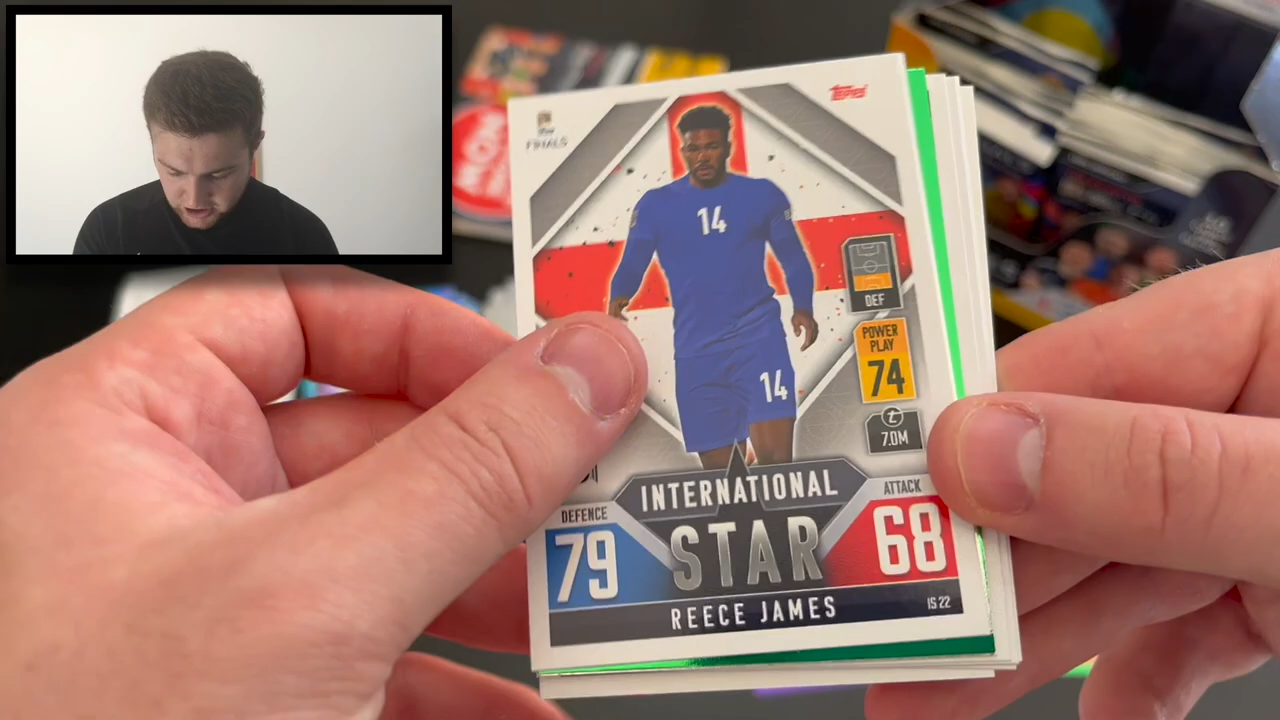 Topps
FINALS
14
14
DEF
POWER
PLAY
74
7.0M
INTERNATIONAL
STAR
DEFENCE
79
ATTACK
68
REECE JAMES
IS 22